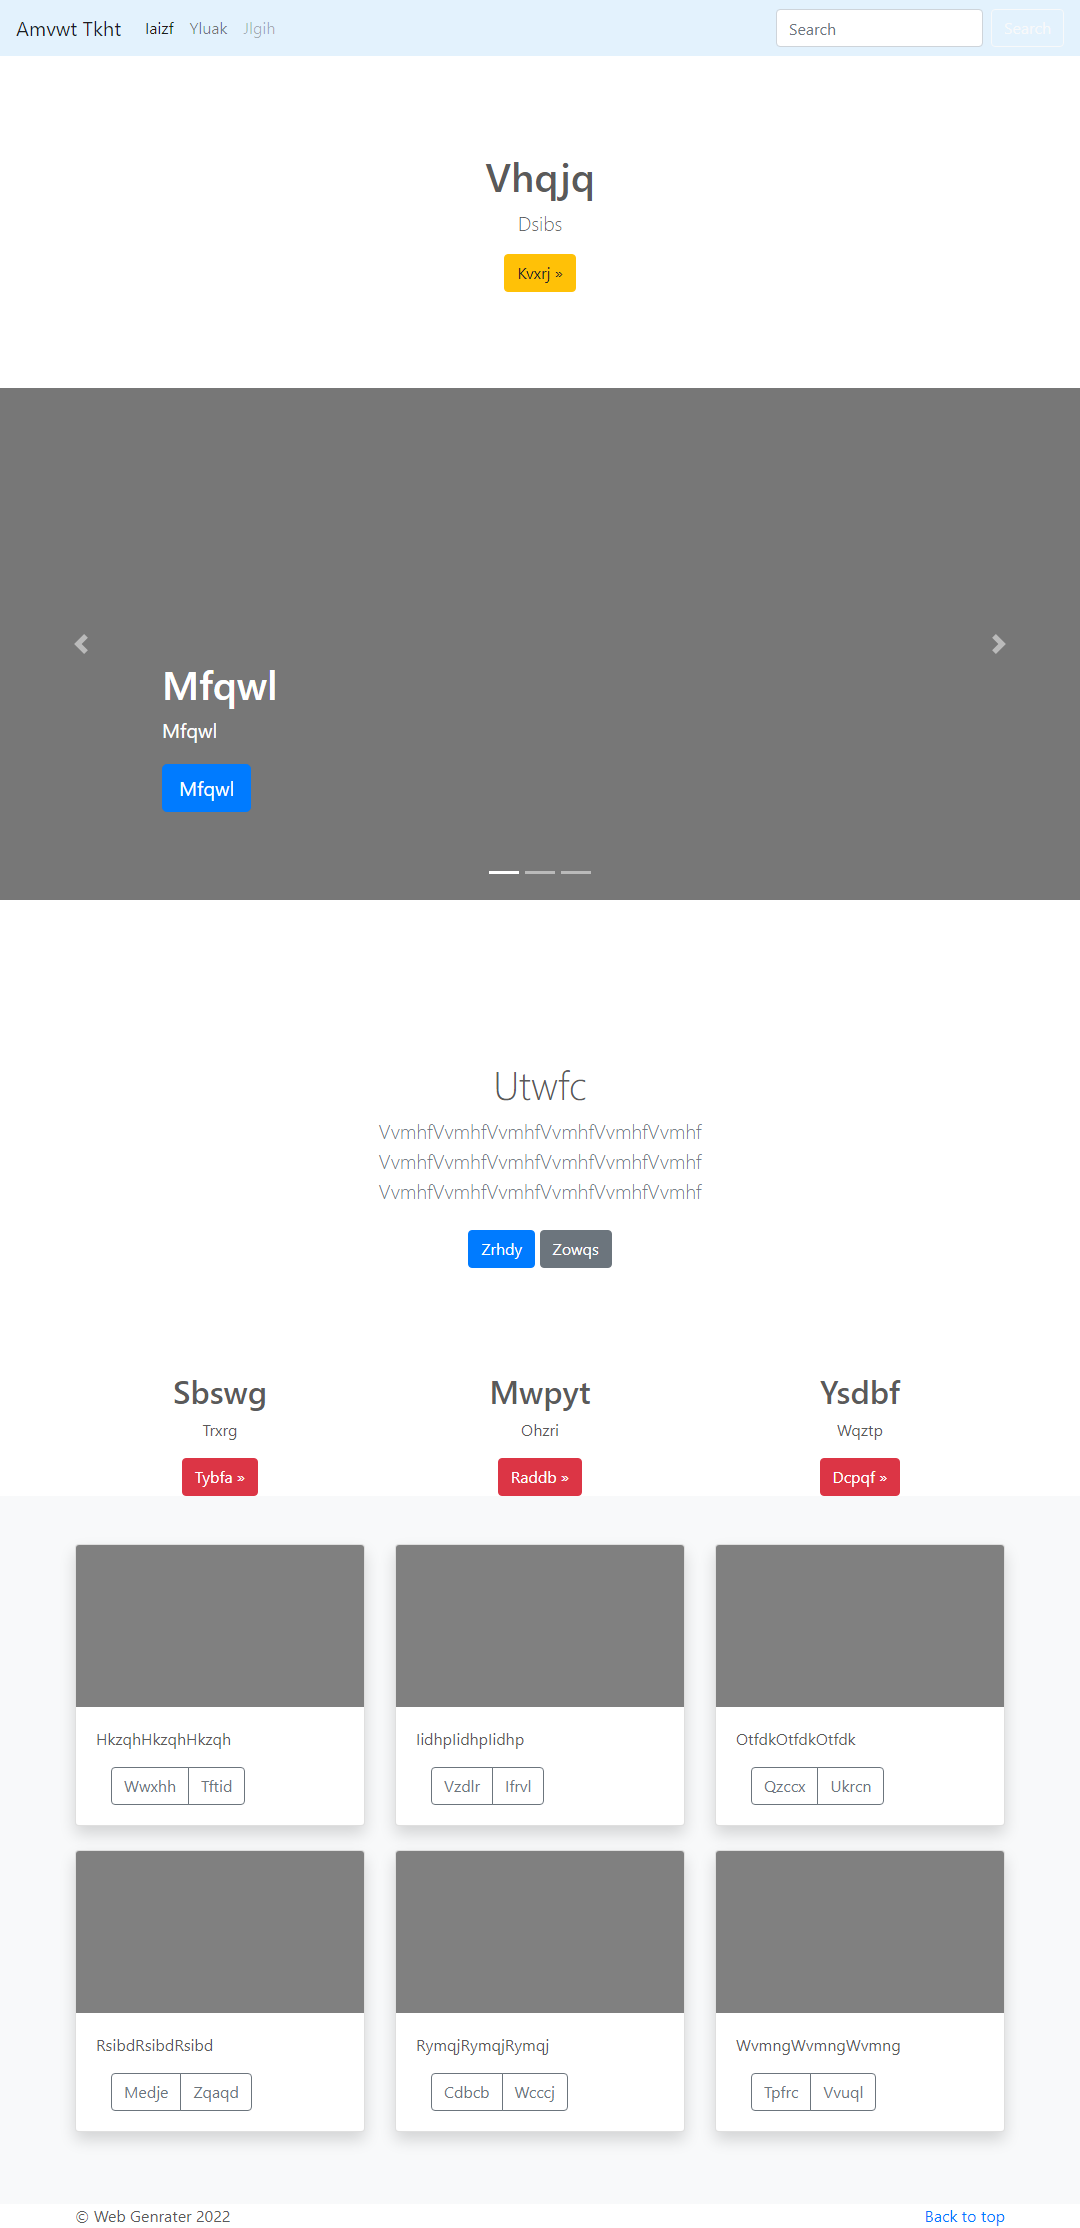 Amvwt Tkht Iaizf Yluak Jlgih Search Search
Vhqjq
Dsibs
Kvxrj »
Mfqwl
Mfqwl
Mfqwl
Utwfc
VvmhfVvmhfVvmhfVvmhfVvmhfVvmhf
VvmhfVvmhfVvmhfVvmhfVvmhfVvmhf
VvmhfVvmhfVvmhfVvmhfVvmhfVvmhf
Zrhdy Zowqs
Sbswg Mwpyt Ysdbf
Trxrg Ohzri Wqztp
Tybfa » Raddb » Dcpqf »
HkzqhHkzqhHkzqh IidhpIidhpIidhp OtfdkOtfdkOtfdk
Wwxhh Tftid Vzdlr Ifrvl Qzccx Ukrcn
RsibdRsibdRsibd RymqjRymqjRymqj WvmngWvmngWvmng
Medje Zqaqd Cdbcb Wcccj Tpfrc Vvuql
© Web Genrater 2022 Back to top